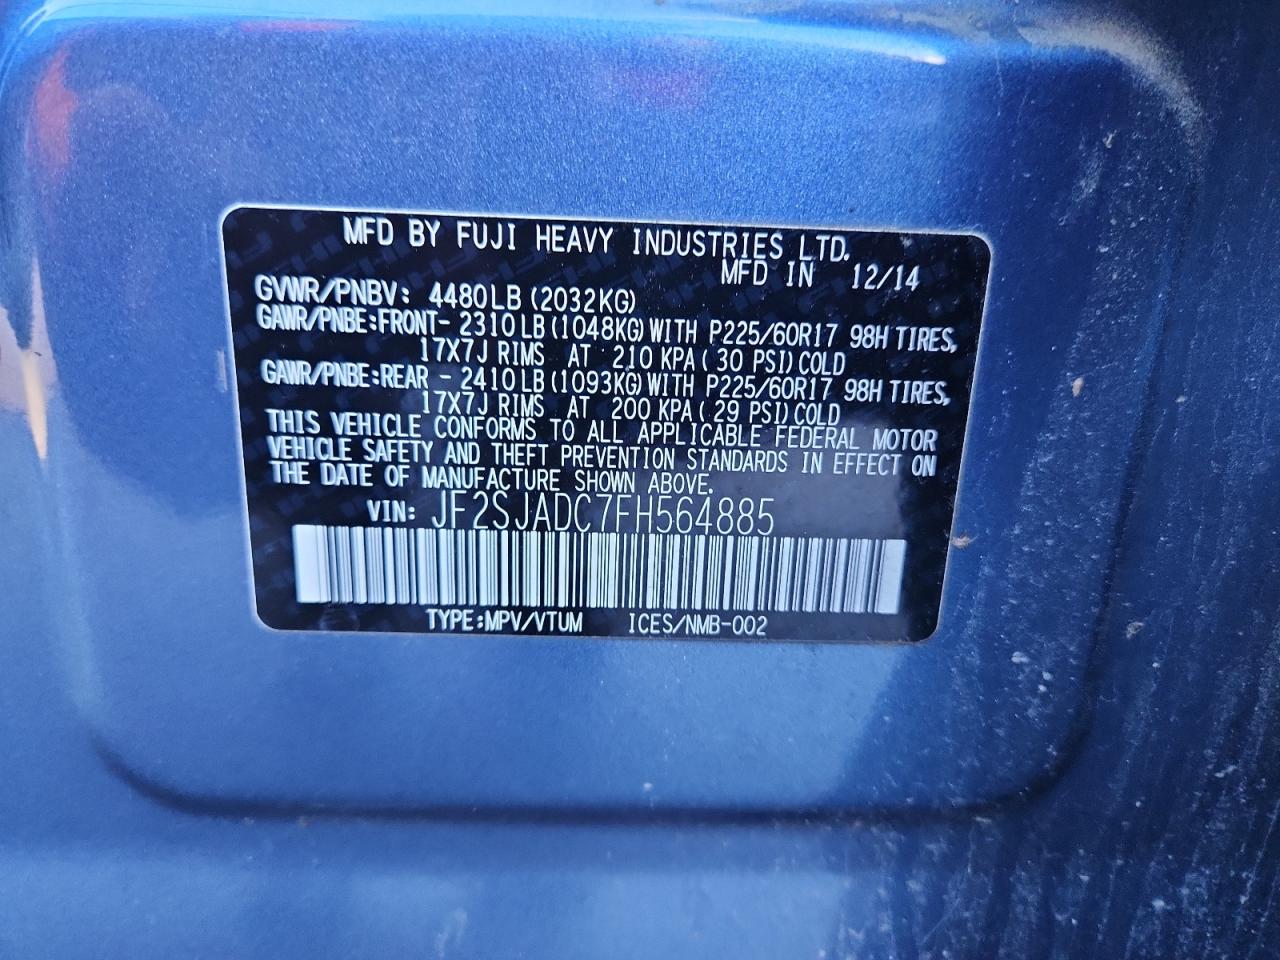 MFD BY FUJI HEAVY INDUSTRIES LTD.
MFD IN 12/14
GVWR/PNBV: 4480LB (2032KG)
GAWR/PNBE:FRONT- 2310LB(1048KG)WITH P225/60R17 98H TIRES,
17X7J RIMS AT 210 KPA( 30 PSI)COLD
GAWR/PNBE:REAR - 2410LB(1093KG)WITH P225/60R17 98H TIRES,
17X7J RIMS AT 200 KPA( 29 PSI)COLD
THIS VEHICLE CONFORMS TO ALL APPLICABLE FEDERAL MOTOR
VEHICLE SAFETY AND THEFT PREVENTION STANDARDS IN EFFECT ON
THE DATE OF MANUFACTURE SHOWN ABOVE.
VIN: JF2SJADC7FH564885
TYPE:MPV/VTUM ICES/NMB-002